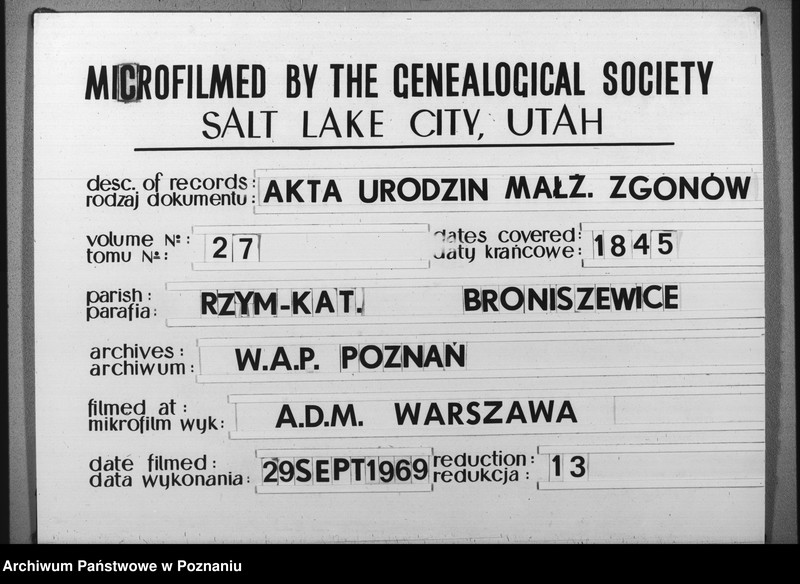 MICROFILMED BY THE GENEALOGICAL SOCIETY
SALT LAKE CITY, UTAH
desc. of records:
rodzaj dokumentu: AKTA URODZIN MAŁŻ. ZGONÓW
volume №:
tomu №: 27
dates covered:
daty krańcowe: 1845
parish:
parafia: RZYM-KAT. BRONISZEWICE
archives:
archiwum: W.A.P. POZNAŃ
filmed at:
mikrofilm wyk: A.D.M. WARSZAWA
date filmed:
data wykonania: 29SEPT1969
reduction:
redukcja: 13
Archiwum Państwowe w Poznaniu